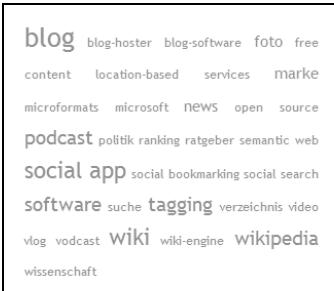 blog blog-hoster blog-software foto free
content location-based services marke
microformats microsoft news open source
podcast politik ranking ratgeber semantic web
social app social bookmarking social search
software suche tagging verzeichnis video
vlog vodcast wiki wiki-engine wikipedia
wissenschaft